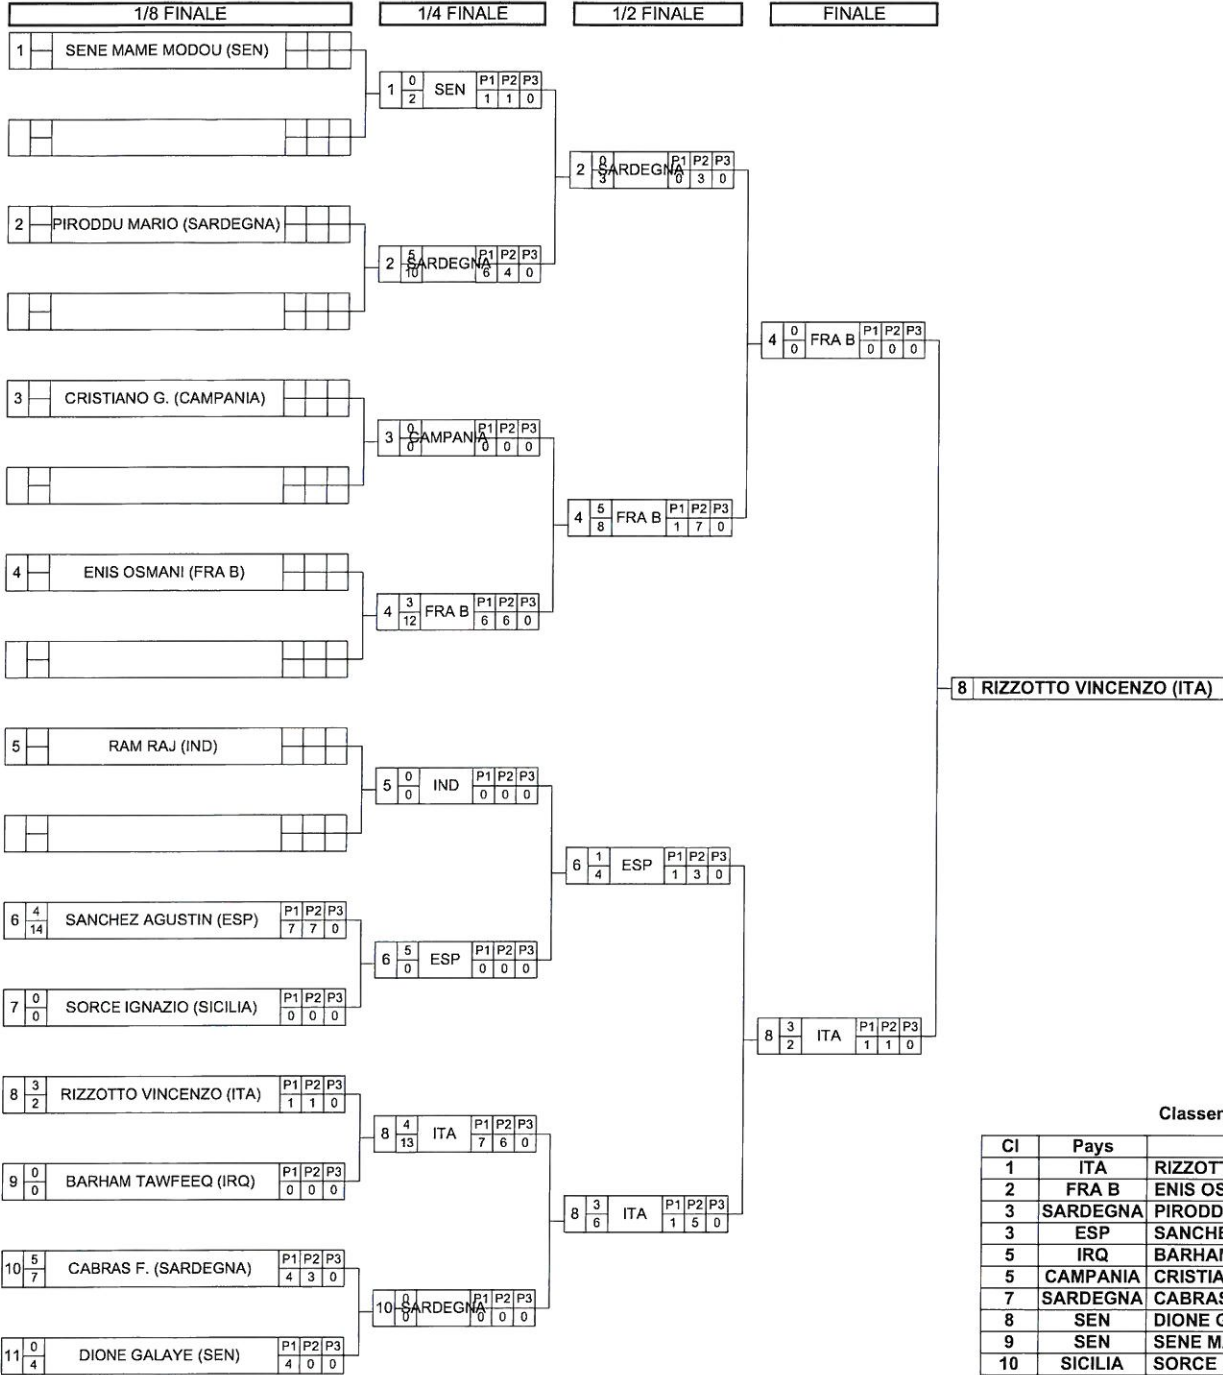 1/8 FINALE 1/4 FINALE 1/2 FINALE FINALE
1 SENE MAME MODOU (SEN)
1 0 2 SEN P1 P2 P3 1 1 0
2 0 3 SARDEGNA P1 P2 P3 0 3 0
2 PIRODDU MARIO (SARDEGNA)
2 5 10 SARDEGNA P1 P2 P3 6 4 0
4 0 0 FRA B P1 P2 P3 0 0 0
3 CRISTIANO G. (CAMPANIA)
3 0 0 CAMPANIA P1 P2 P3 0 0 0
4 5 8 FRA B P1 P2 P3 1 7 0
4 ENIS OSMANI (FRA B)
4 3 12 FRA B P1 P2 P3 6 6 0
8 RIZZOTTO VINCENZO (ITA)
5 RAM RAJ (IND)
5 0 0 IND P1 P2 P3 0 0 0
6 1 4 ESP P1 P2 P3 1 3 0
6 4 14 SANCHEZ AGUSTIN (ESP) P1 P2 P3 7 7 0
6 5 0 ESP P1 P2 P3 0 0 0
7 0 0 SORCE IGNAZIO (SICILIA) P1 P2 P3 0 0 0
8 3 2 ITA P1 P2 P3 1 1 0
8 3 2 RIZZOTTO VINCENZO (ITA) P1 P2 P3 1 1 0
8 4 13 ITA P1 P2 P3 7 6 0
9 0 0 BARHAM TAWFEEQ (IRQ) P1 P2 P3 0 0 0
8 3 6 ITA P1 P2 P3 1 5 0
10 5 7 CABRAS F. (SARDEGNA) P1 P2 P3 4 3 0
10 0 0 SARDEGNA P1 P2 P3 0 0 0
11 0 4 DIONE GALAYE (SEN) P1 P2 P3 4 0 0
Classer
Cl Pays
1 ITA RIZZOT
2 FRA B ENIS OS
3 SARDEGNA PIRODD
3 ESP SANCHE
5 IRQ BARHAM
5 CAMPANIA CRISTIA
7 SARDEGNA CABRAS
8 SEN DIONE G
9 SEN SENE M
10 SICILIA SORCE